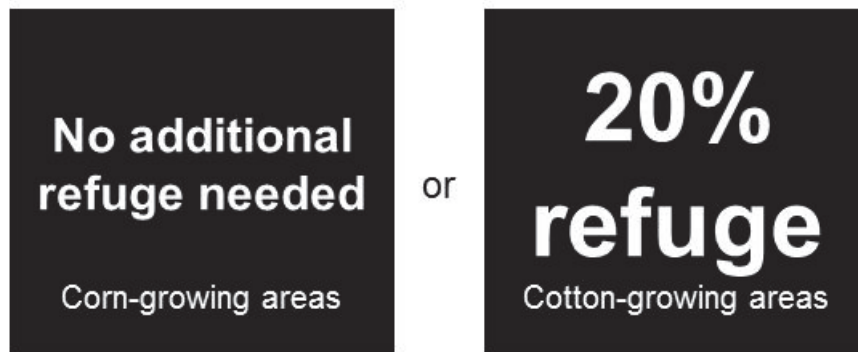 No additional
refuge needed
Corn-growing areas
or
20%
refuge
Cotton-growing areas